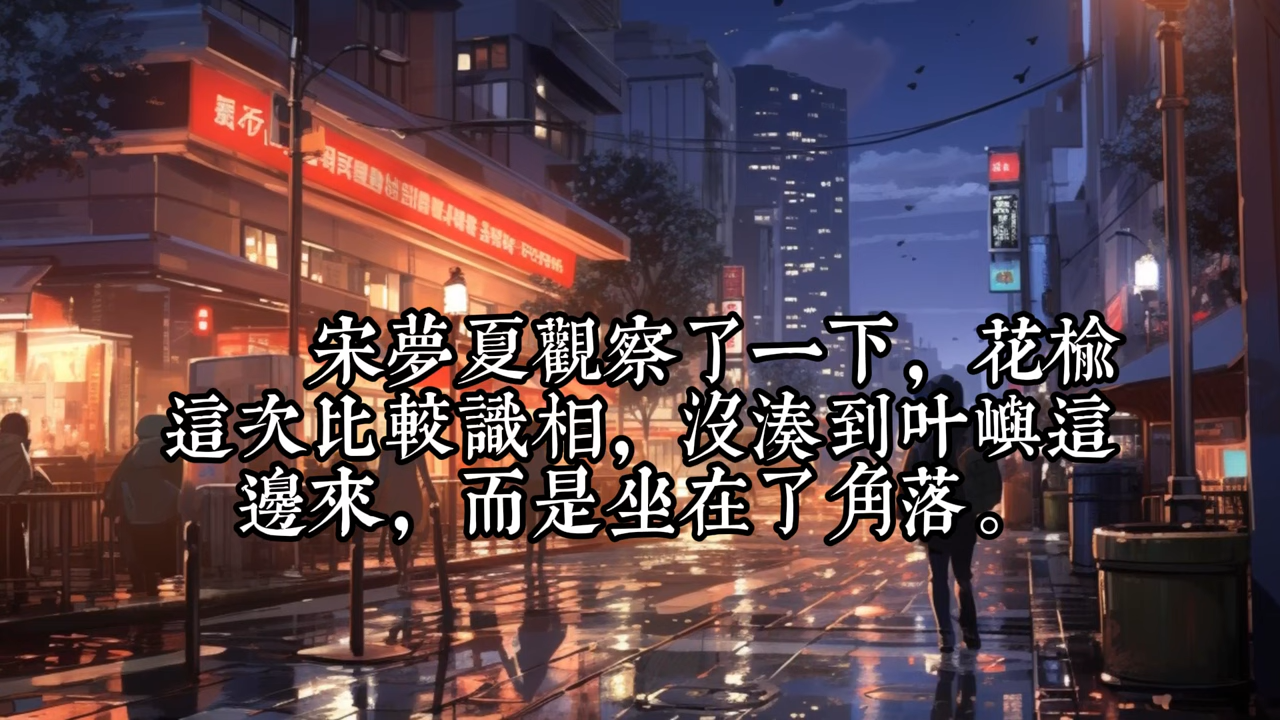 宋夢夏觀察了一下，花榆
這次比較識相，沒湊到叶嶼這
邊來，而是坐在了角落。